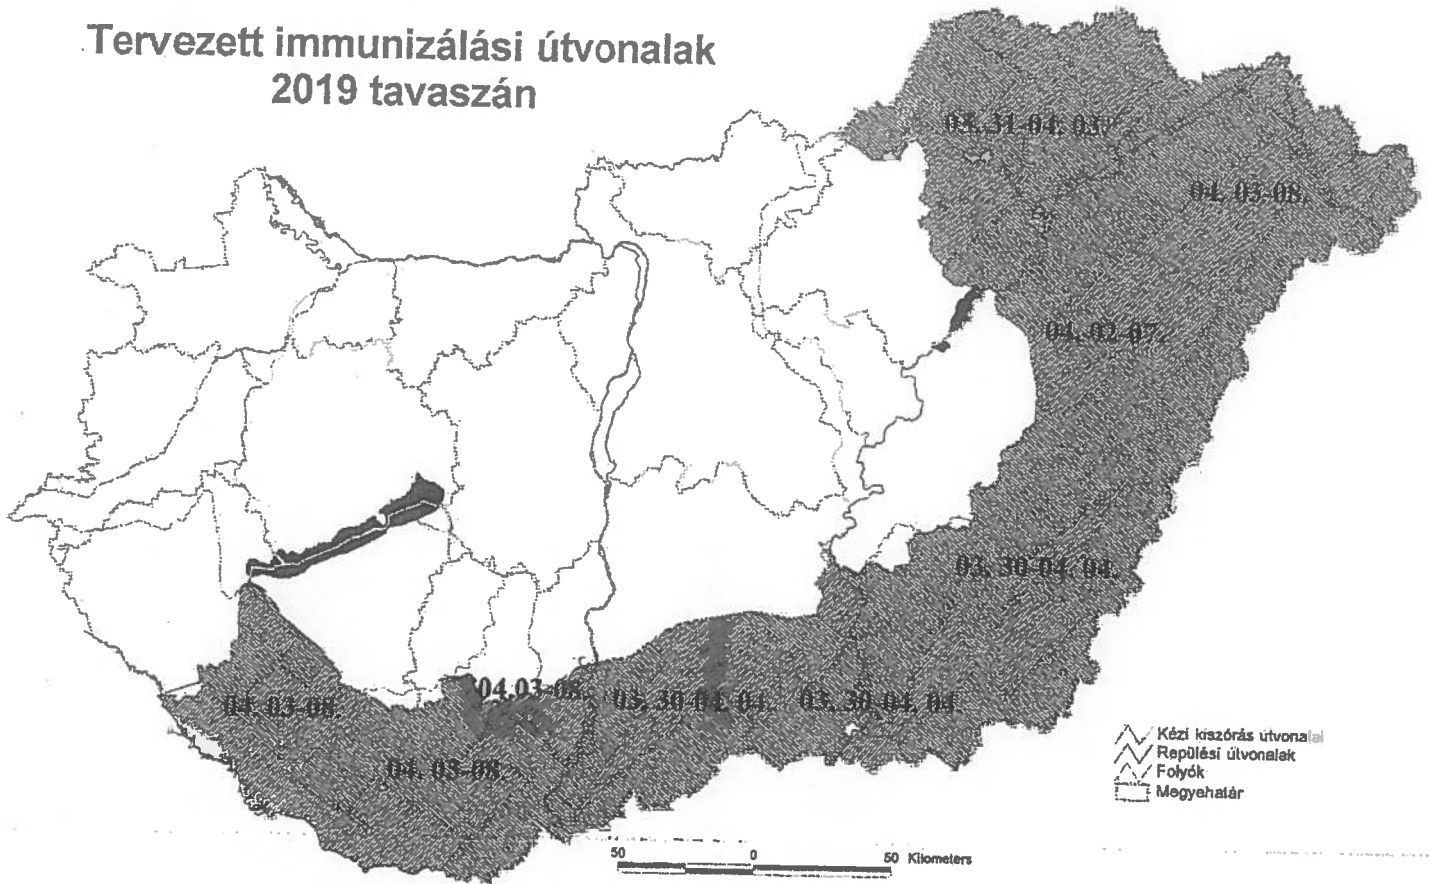 Tervezett immunizálási útvonalak
2019 tavaszán
03. 31-04. 03.
04. 03-08.
04. 02-07.
03. 30-04. 04.
04. 03-08.
04.03-08.
03. 30-04. 04.
03. 30-04. 04
04. 03-08.
Kézi kiszórás útvonalai
Repülési útvonalak
Folyók
Megyehatár
50 0 50 Kilometers